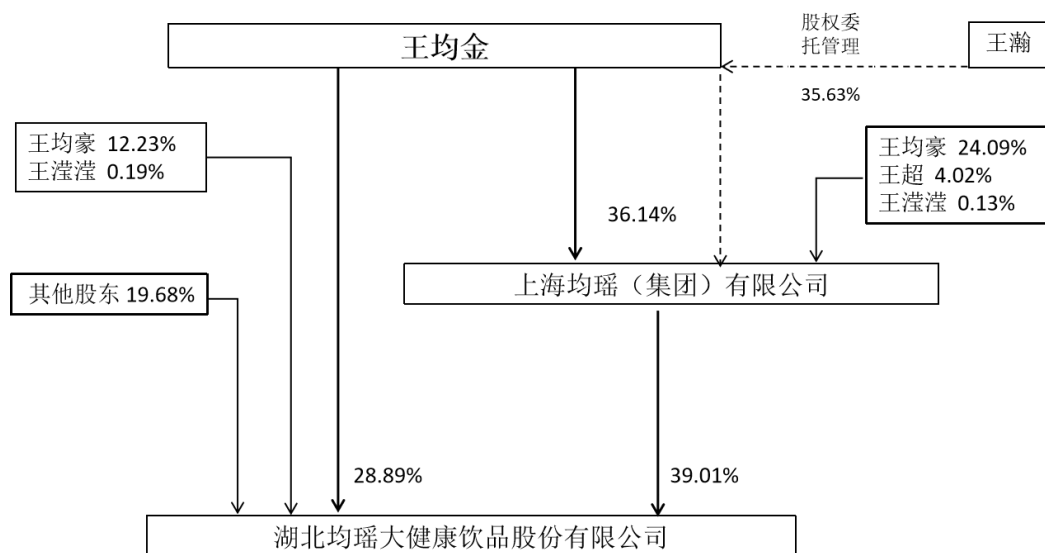 股权委
托管理
王均金
王瀚
35.63%
王均豪 12.23%
王滢滢 0.19%
王均豪 24.09%
王超 4.02%
王滢滢 0.13%
36.14%
上海均瑶（集团）有限公司
其他股东 19.68%
28.89%
39.01%
湖北均瑶大健康饮品股份有限公司